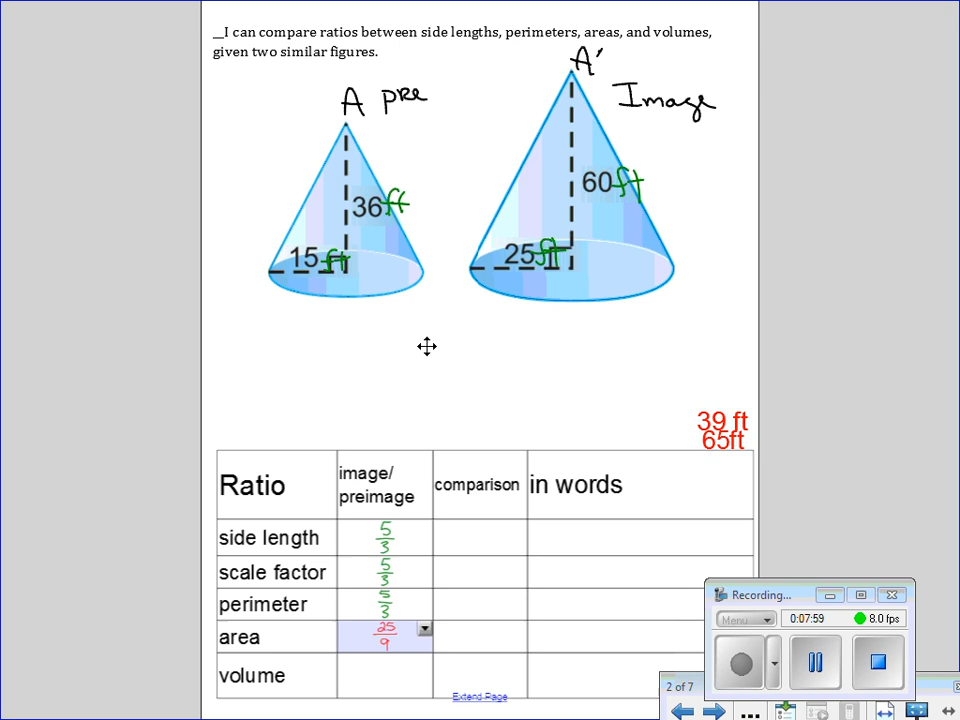 __I can compare ratios between side lengths, perimeters, areas, and volumes,
given two similar figures.
A pre
A'
Image
36ft
15ft
60ft
25ft
39 ft
65ft
Ratio image/ preimage comparison in words
side length 5/3
scale factor 5/3
perimeter 5/3
area 25/9
volume
Extend Page
Recording...
Menu 0:07:59 8.0 fps
2 of 7